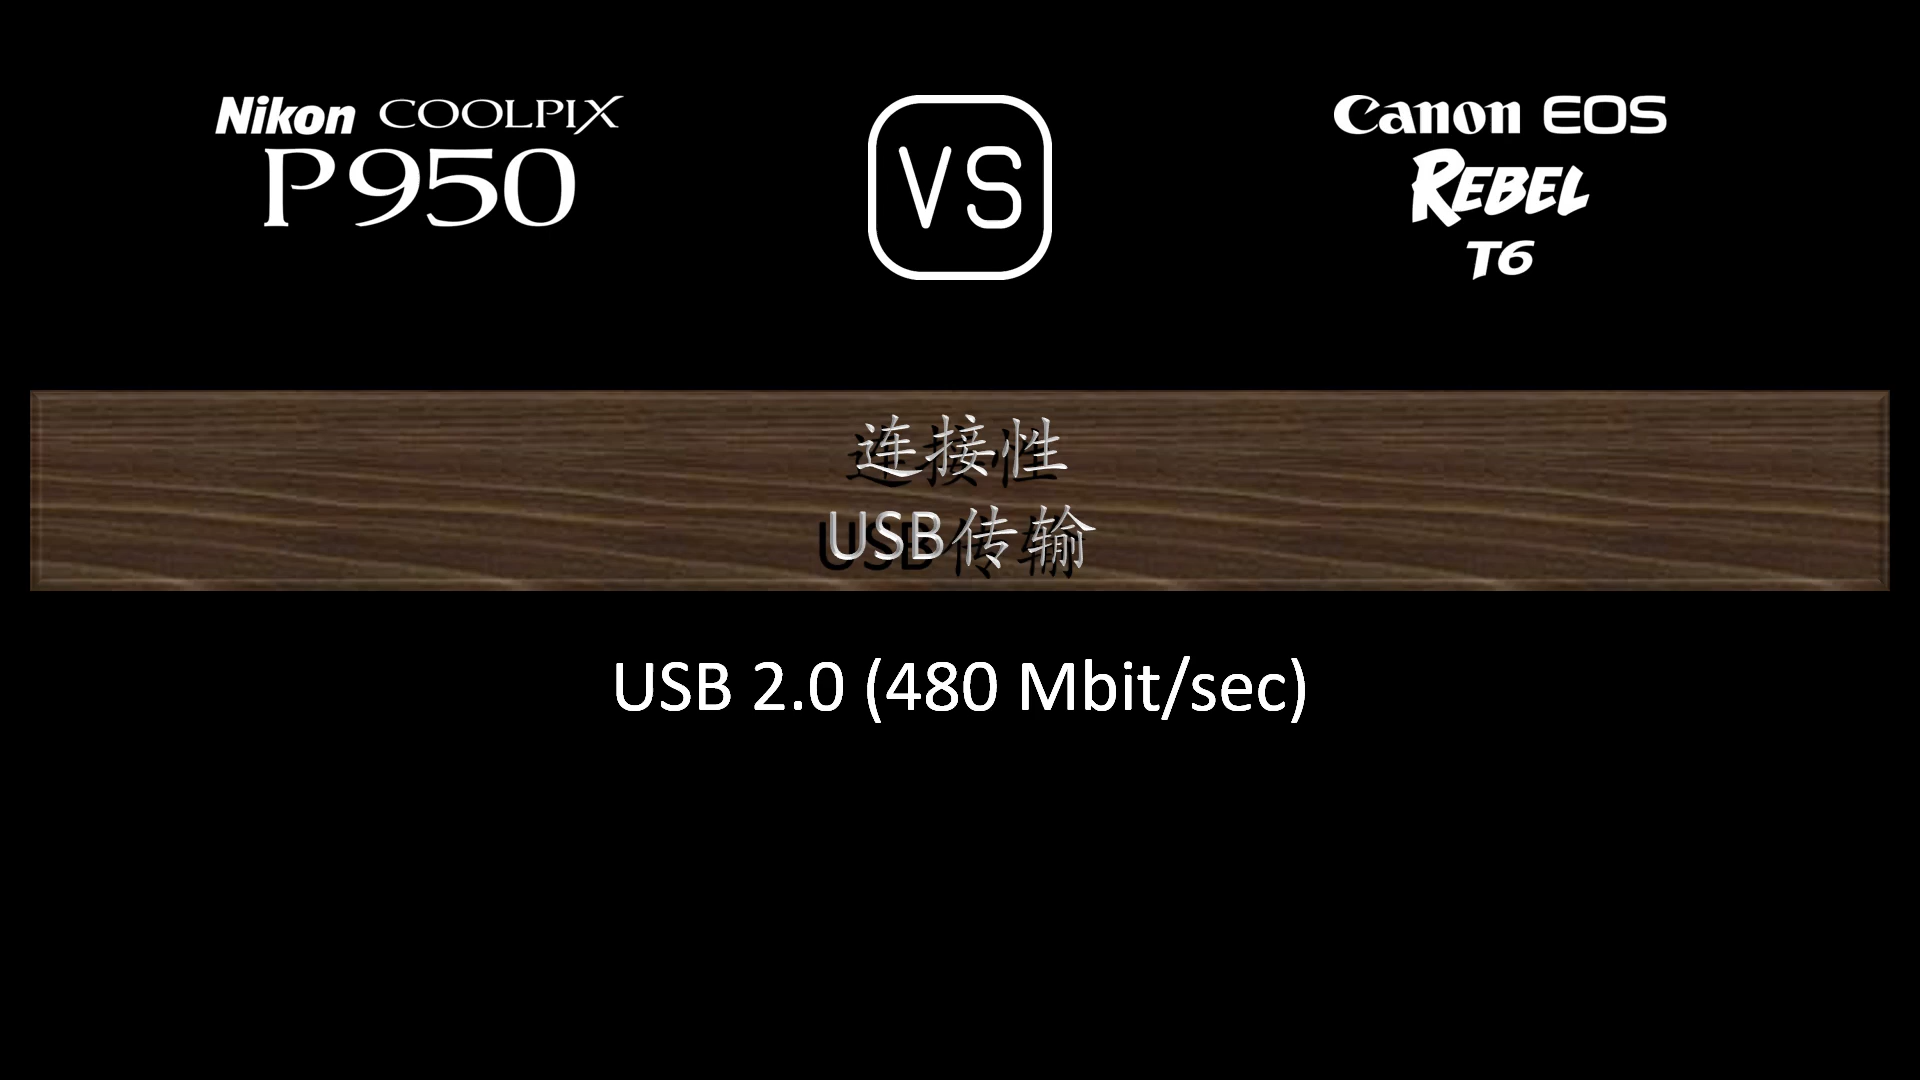 Nikon COOLPIX
P950
VS
Canon EOS
REBEL
T6
连接性
USB传输
USB 2.0 (480 Mbit/sec)